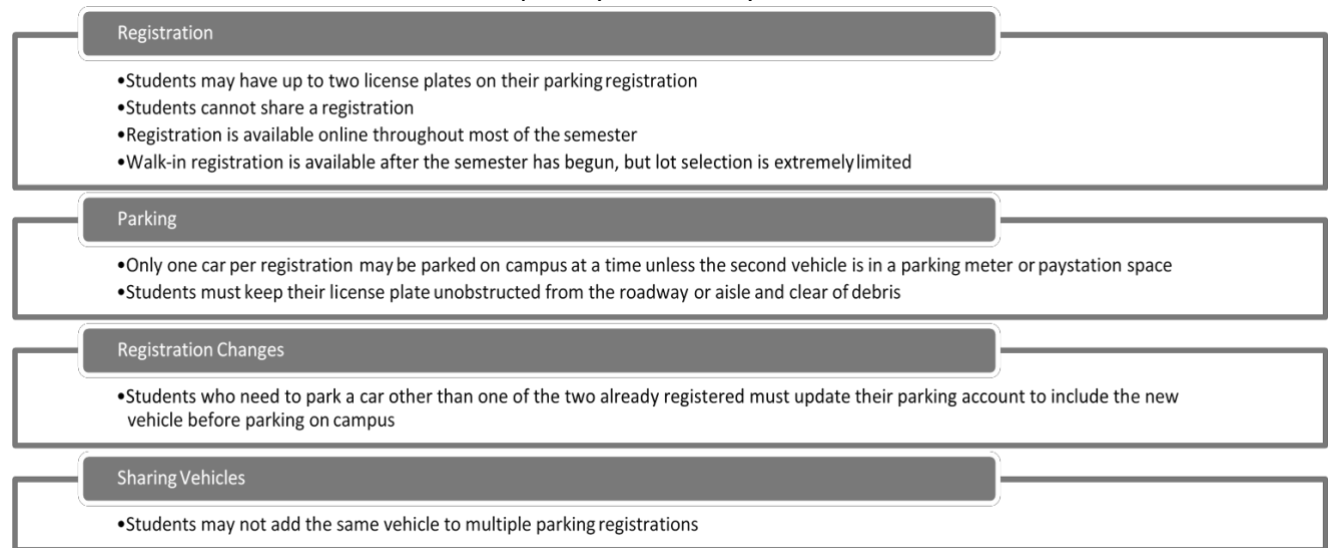 Registration
•Students may have up to two license plates on their parking registration
•Students cannot share a registration
•Registration is available online throughout most of the semester
•Walk-in registration is available after the semester has begun, but lot selection is extremely limited
Parking
•Only one car per registration may be parked on campus at a time unless the second vehicle is in a parking meter or paystation space
•Students must keep their license plate unobstructed from the roadway or aisle and clear of debris
Registration Changes
•Students who need to park a car other than one of the two already registered must update their parking account to include the new
vehicle before parking on campus
Sharing Vehicles
•Students may not add the same vehicle to multiple parking registrations